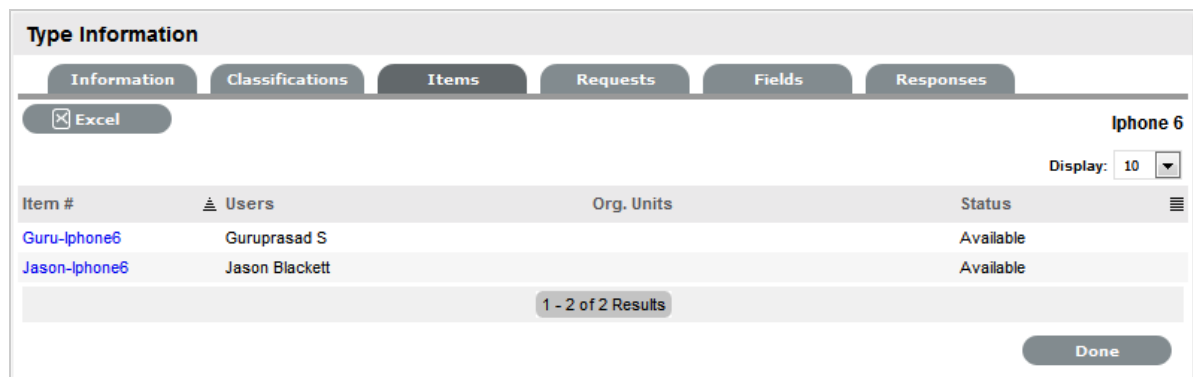 Type Information
Information Classifications Items Requests Fields Responses
Excel
Iphone 6
Display: 10
Item # Users Org. Units Status
Guru-Iphone6 Guruprasad S Available
Jason-Iphone6 Jason Blackett Available
1 - 2 of 2 Results
Done